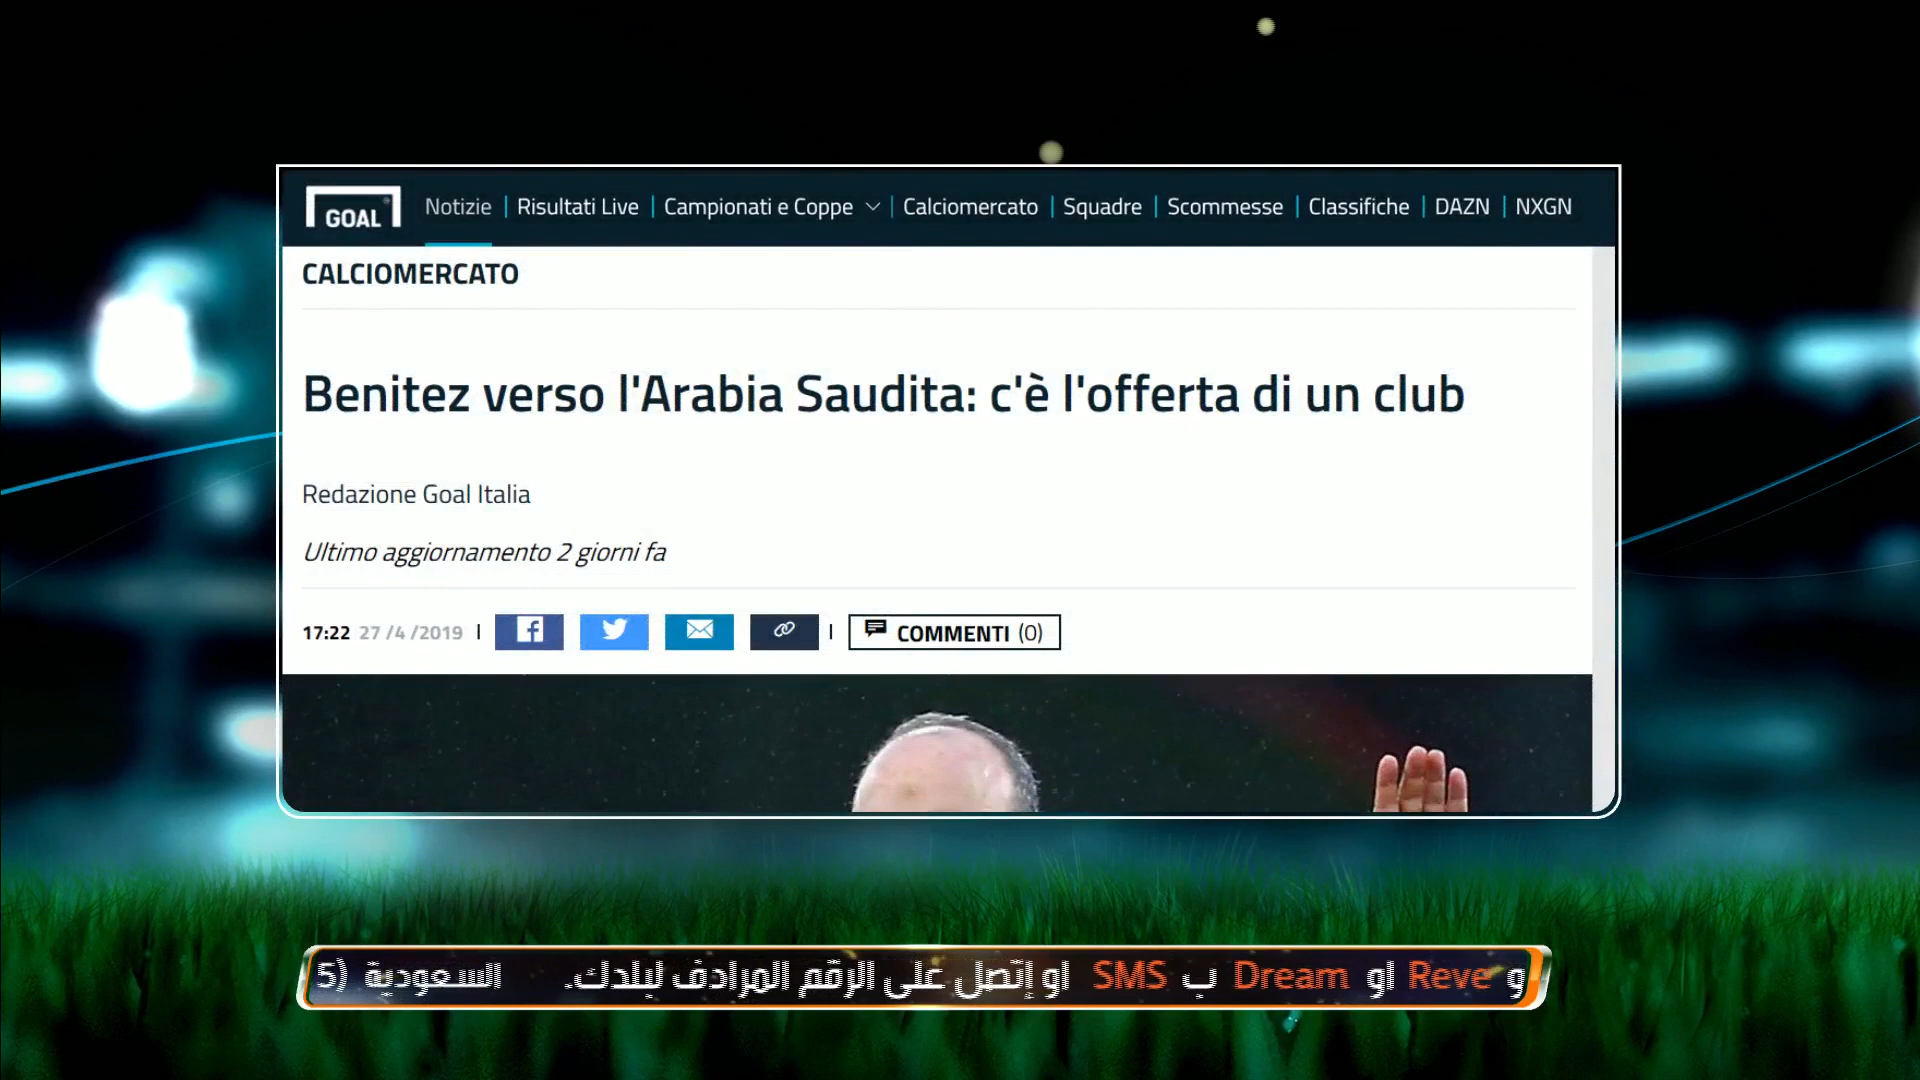 GOAL
Notizie | Risultati Live | Campionati e Coppe | Calciomercato | Squadre | Scommesse | Classifiche | DAZN | NXGN
CALCIOMERCATO
Benitez verso l'Arabia Saudita: c'è l'offerta di un club
Redazione Goal Italia
Ultimo aggiornamento 2 giorni fa
17:22 27 /4 /2019 | | COMMENTI (0)
و Reve او Dream ب SMS او إتصل على الرقم المرادف لبلدك. السعودية (5